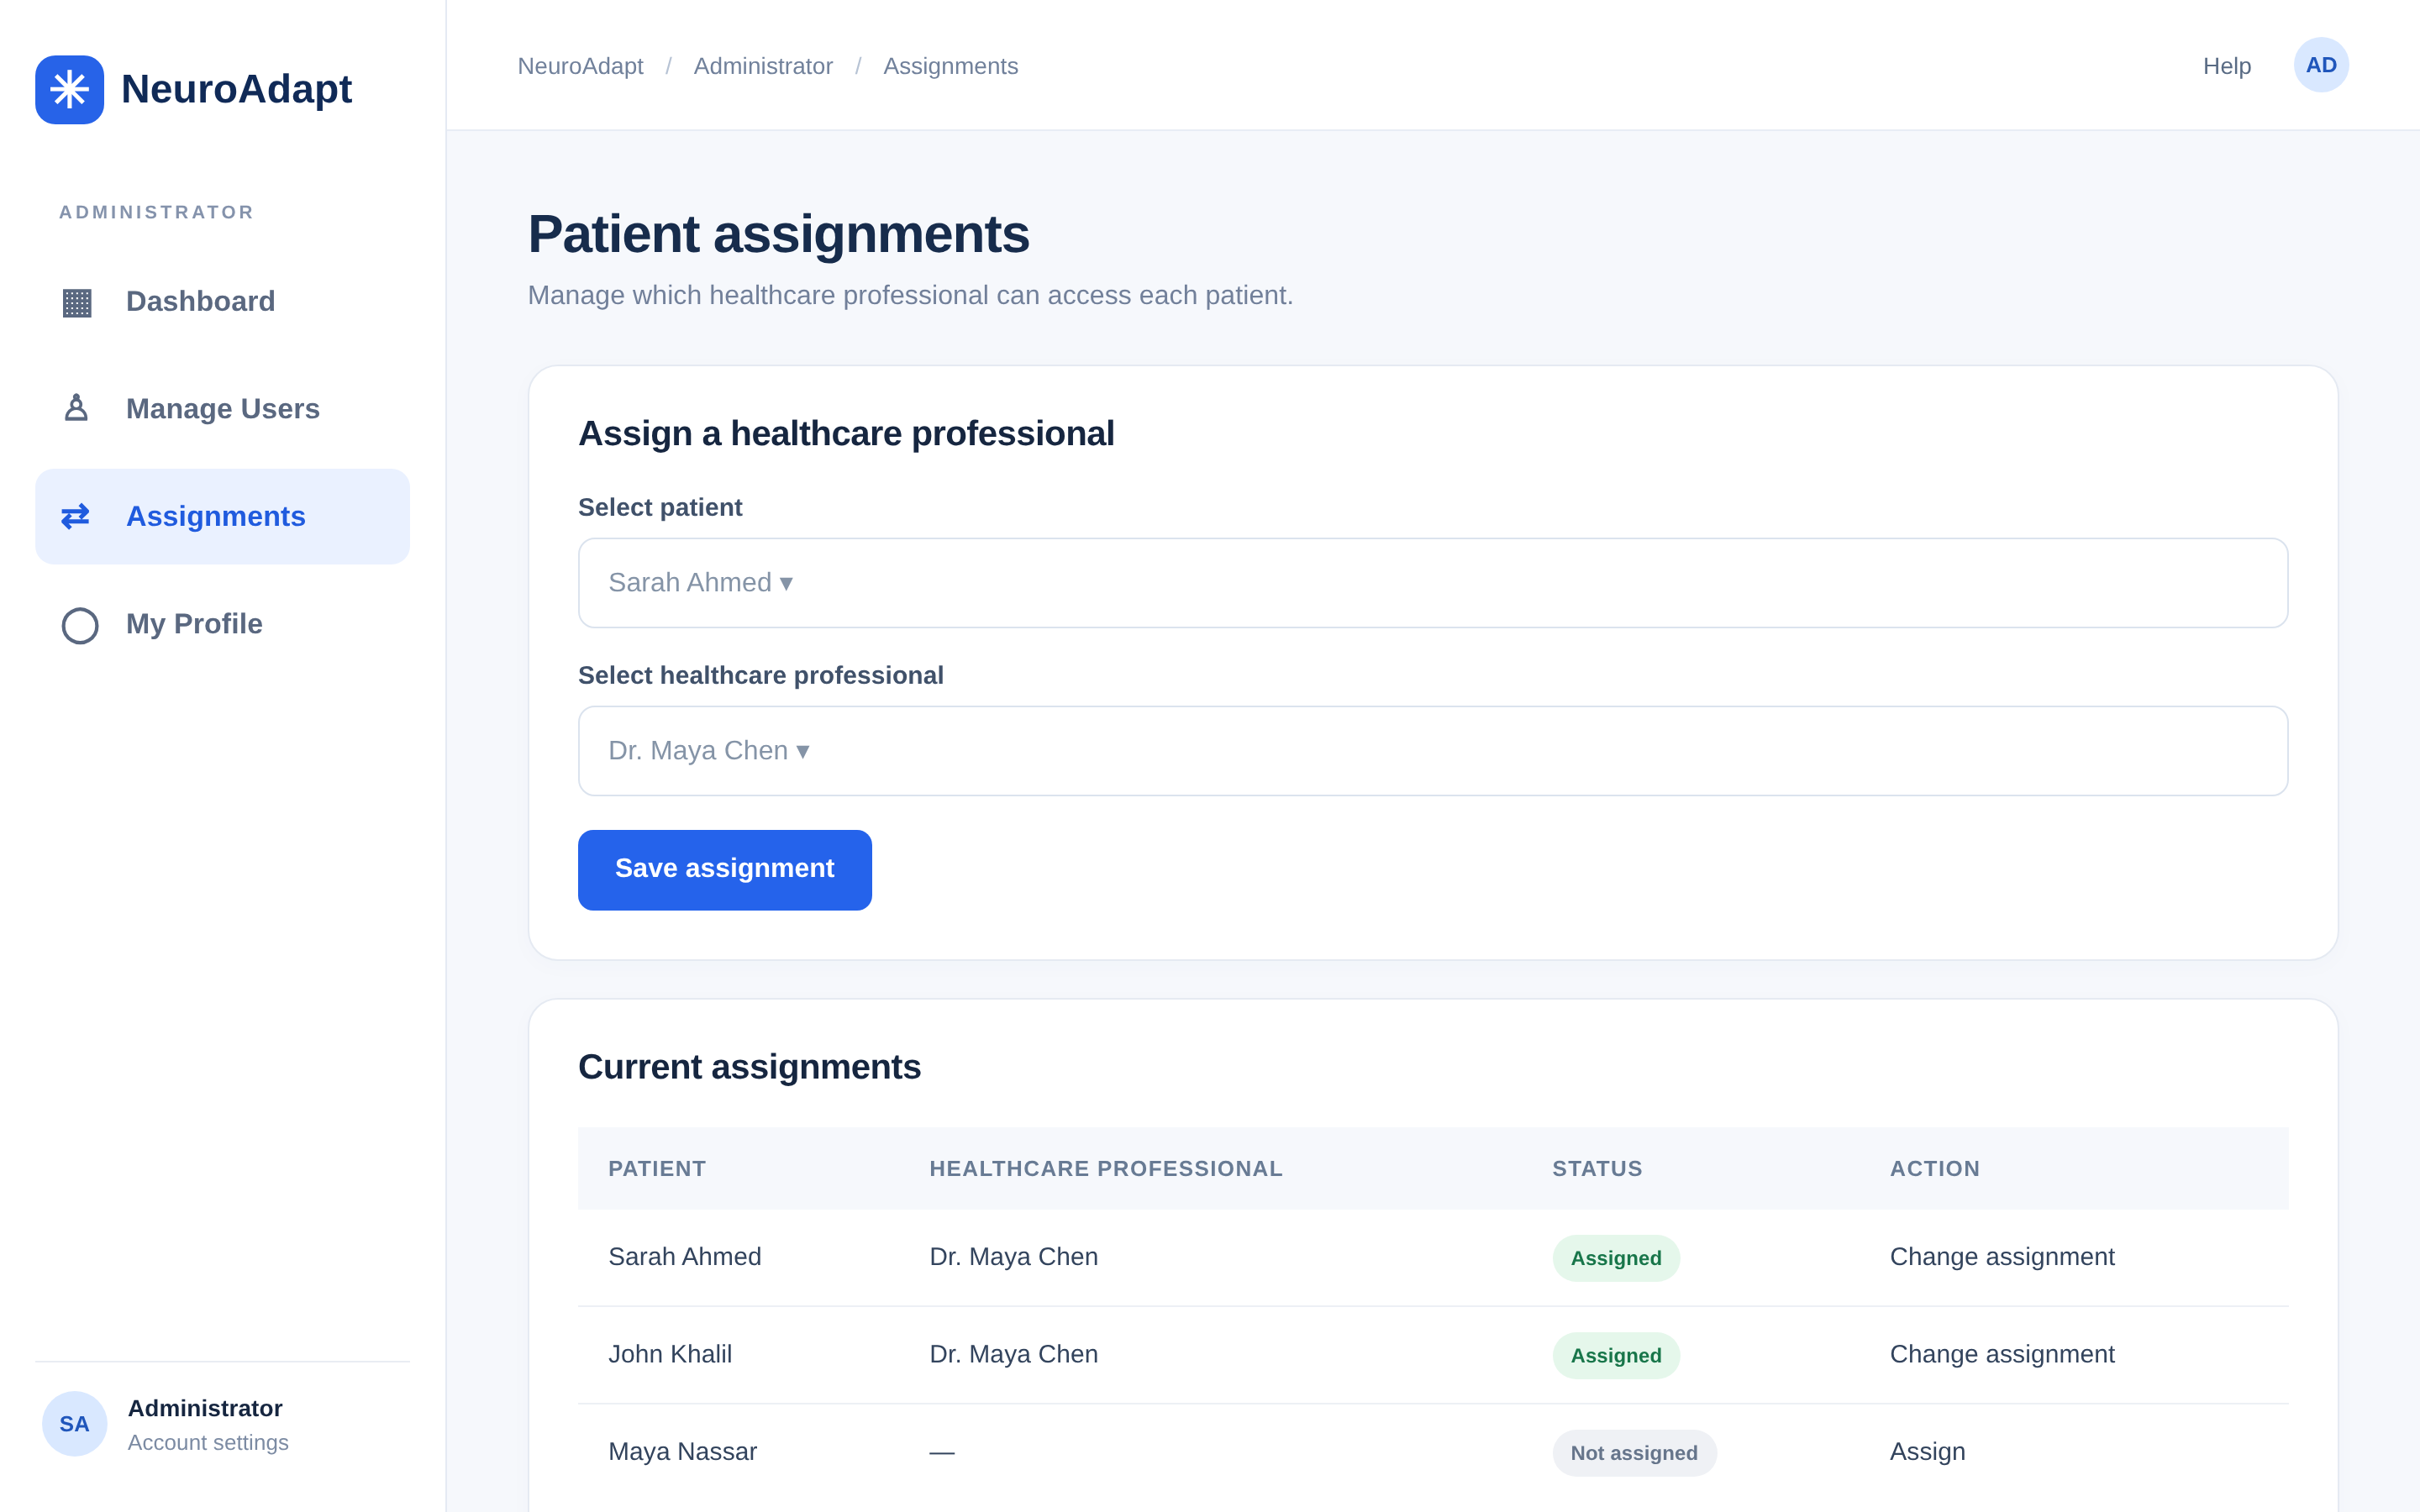 NeuroAdapt
ADMINISTRATOR
Dashboard
Manage Users
Assignments
My Profile
SA
Administrator
Account settings
NeuroAdapt / Administrator / Assignments
Help
AD
Patient assignments
Manage which healthcare professional can access each patient.
Assign a healthcare professional
Select patient
Sarah Ahmed ▾
Select healthcare professional
Dr. Maya Chen ▾
Save assignment
Current assignments
PATIENT HEALTHCARE PROFESSIONAL STATUS ACTION
Sarah Ahmed Dr. Maya Chen Assigned Change assignment
John Khalil Dr. Maya Chen Assigned Change assignment
Maya Nassar — Not assigned Assign